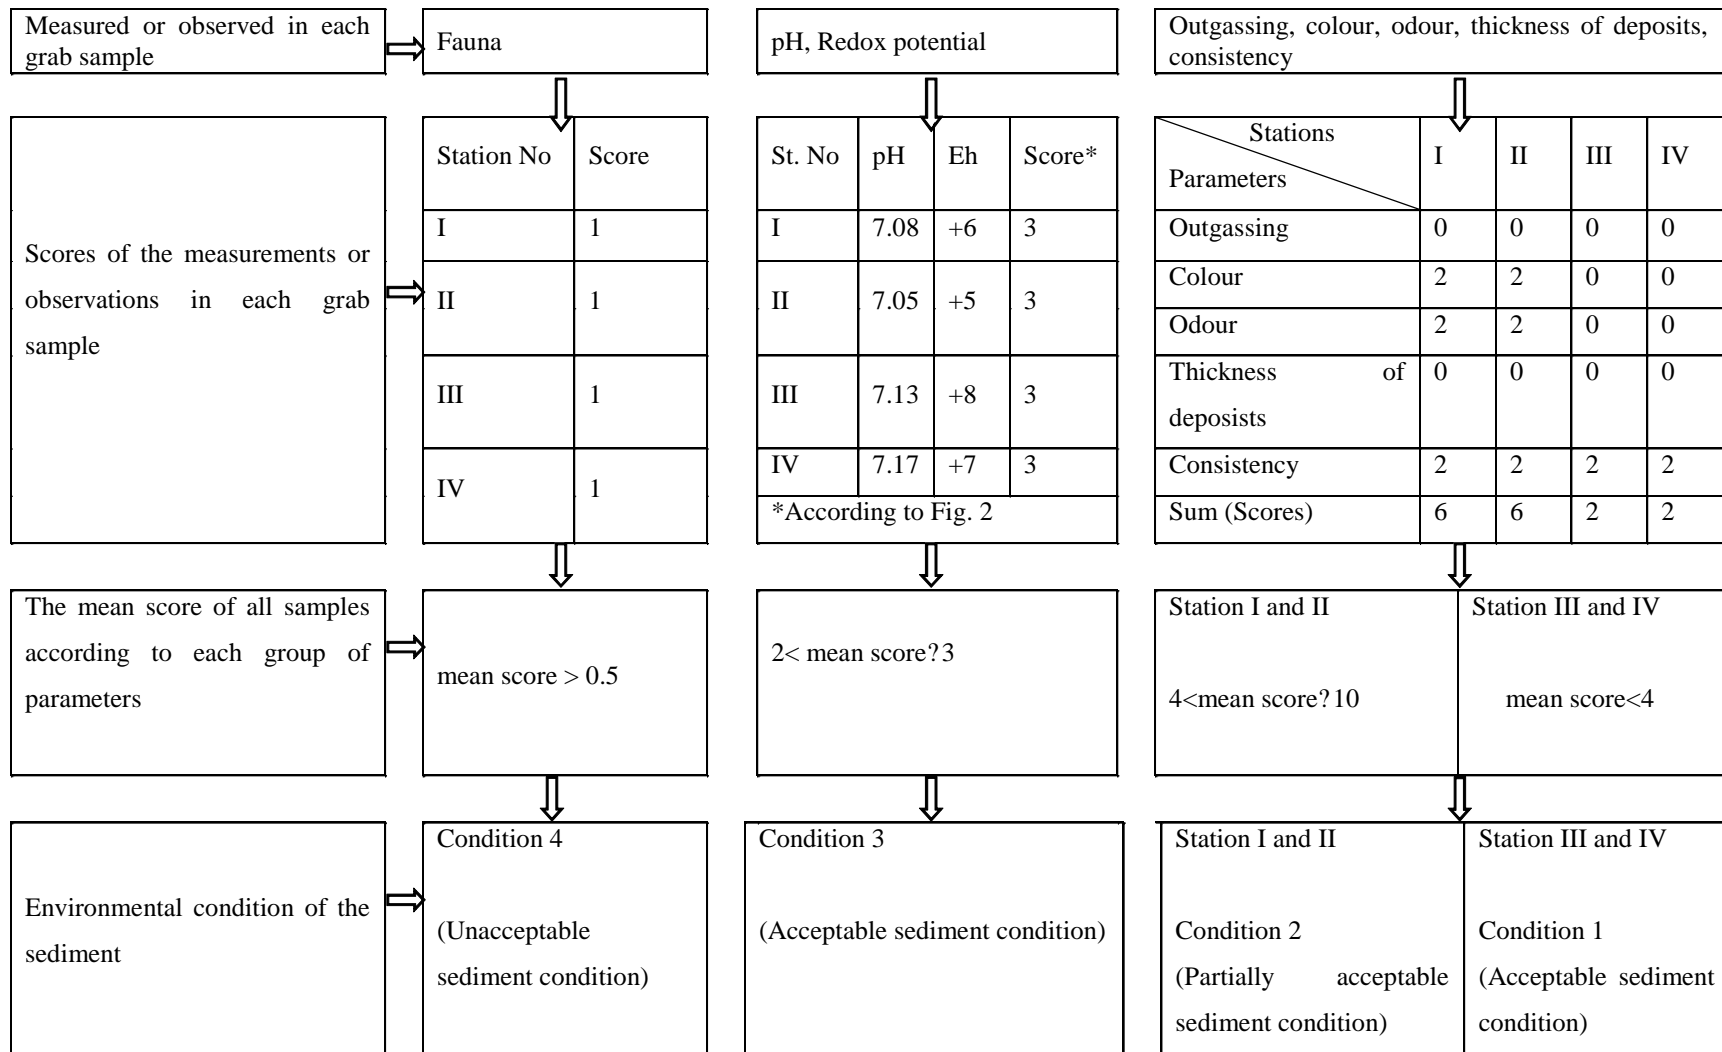 Measured or observed in each
grab sample
Fauna
pH, Redox potential
Outgassing, colour, odour, thickness of deposits,
consistency
Scores of the measurements or
observations in each grab
sample
Station No Score
I 1
II 1
III 1
IV 1
St. No pH Eh Score*
I 7.08 +6 3
II 7.05 +5 3
III 7.13 +8 3
IV 7.17 +7 3
*According to Fig. 2
Stations
Parameters
I II III IV
Outgassing 0 0 0 0
Colour 2 2 0 0
Odour 2 2 0 0
Thickness of
deposists
0 0 0 0
Consistency 2 2 2 2
Sum (Scores) 6 6 2 2
The mean score of all samples
according to each group of
parameters
mean score > 0.5
2< mean score?3
Station I and II
4<mean score?10
Station III and IV
mean score<4
Environmental condition of the
sediment
Condition 4
(Unacceptable
sediment condition)
Condition 3
(Acceptable sediment condition)
Station I and II
Condition 2
(Partially acceptable
sediment condition)
Station III and IV
Condition 1
(Acceptable sediment
condition)